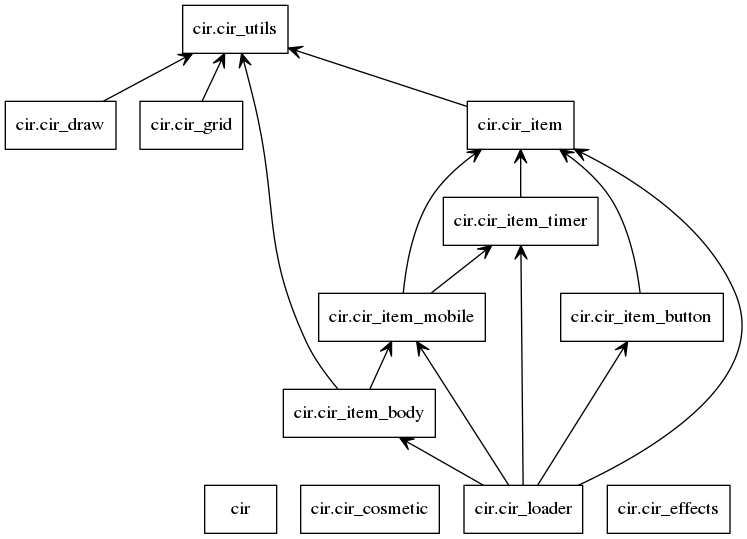 cir.cir_utils
cir.cir_draw
cir.cir_grid
cir.cir_item
cir.cir_item_timer
cir.cir_item_mobile
cir.cir_item_button
cir.cir_item_body
cir
cir.cir_cosmetic
cir.cir_loader
cir.cir_effects